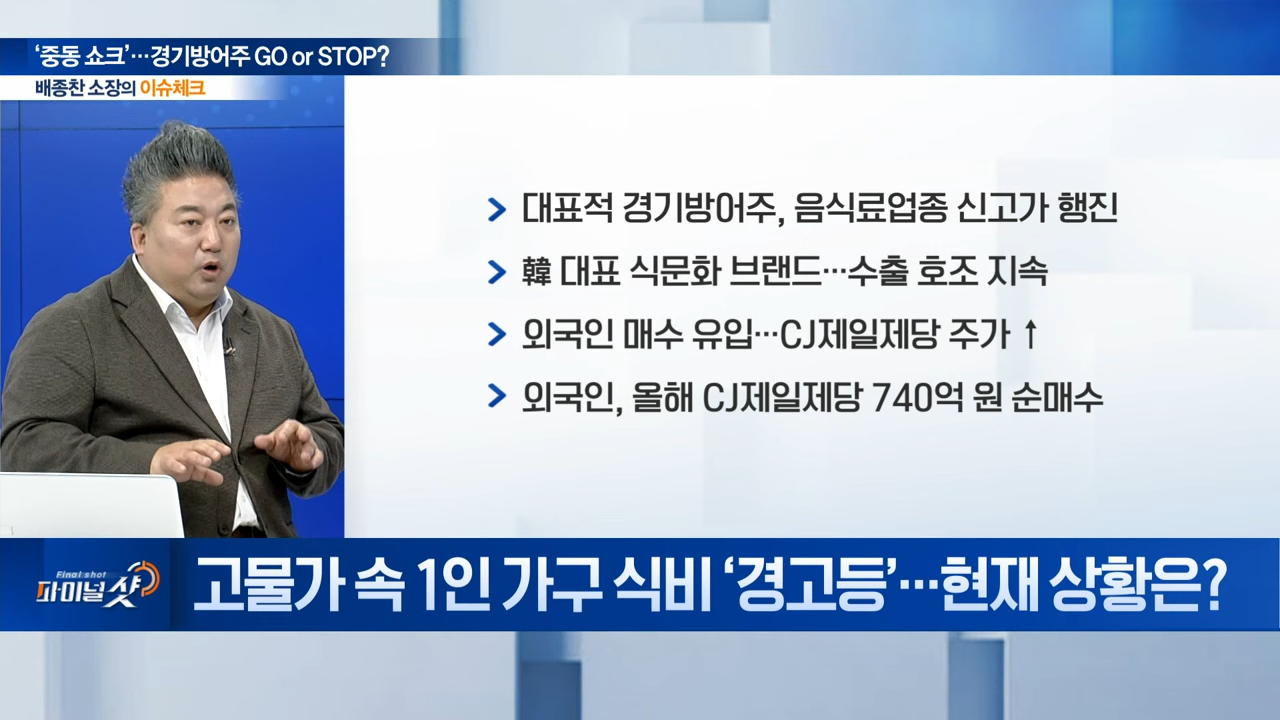 ‘중동 쇼크’…경기방어주 GO or STOP?
배종찬 소장의 이슈체크
> 대표적 경기방어주, 음식료업종 신고가 행진
> 韓 대표 식문화 브랜드…수출 호조 지속
> 외국인 매수 유입…CJ제일제당 주가 ↑
> 외국인, 올해 CJ제일제당 740억 원 순매수
Final shot
파이널 샷
고물가 속 1인 가구 식비 ‘경고등’…현재 상황은?